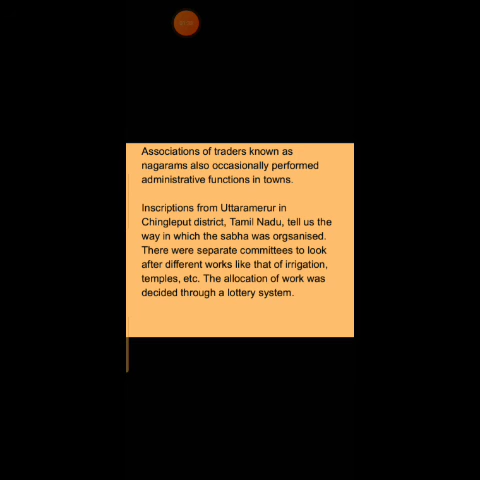 Associations of traders known as
nagarams also occasionally performed
administrative functions in towns.
Inscriptions from Uttaramerur in
Chingleput district, Tamil Nadu, tell us the
way in which the sabha was orgsanised.
There were separate committees to look
after different works like that of irrigation,
temples, etc. The allocation of work was
decided through a lottery system.